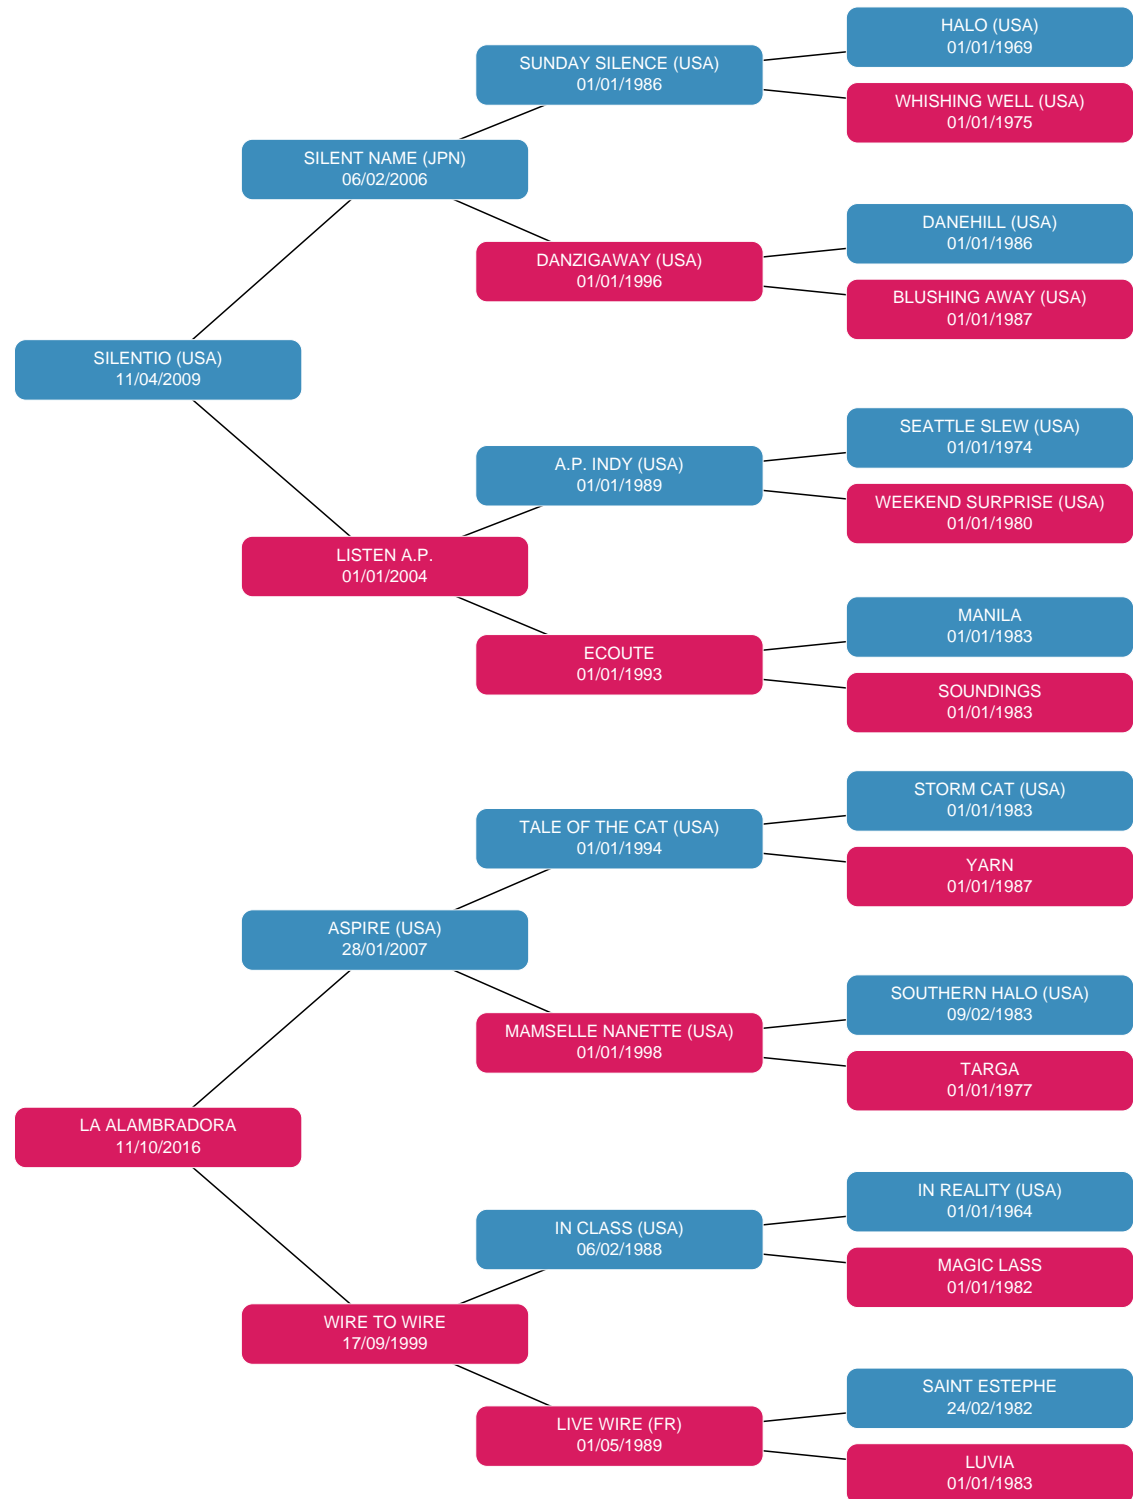 HALO (USA)
01/01/1969
SUNDAY SILENCE (USA)
01/01/1986
WHISHING WELL (USA)
01/01/1975
SILENT NAME (JPN)
06/02/2006
DANEHILL (USA)
01/01/1986
DANZIGAWAY (USA)
01/01/1996
BLUSHING AWAY (USA)
01/01/1987
SILENTIO (USA)
11/04/2009
SEATTLE SLEW (USA)
01/01/1974
A.P. INDY (USA)
01/01/1989
WEEKEND SURPRISE (USA)
01/01/1980
LISTEN A.P.
01/01/2004
MANILA
01/01/1983
ECOUTE
01/01/1993
SOUNDINGS
01/01/1983
STORM CAT (USA)
01/01/1983
TALE OF THE CAT (USA)
01/01/1994
YARN
01/01/1987
ASPIRE (USA)
28/01/2007
SOUTHERN HALO (USA)
09/02/1983
MAMSELLE NANETTE (USA)
01/01/1998
TARGA
01/01/1977
LA ALAMBRADORA
11/10/2016
IN REALITY (USA)
01/01/1964
IN CLASS (USA)
06/02/1988
MAGIC LASS
01/01/1982
WIRE TO WIRE
17/09/1999
SAINT ESTEPHE
24/02/1982
LIVE WIRE (FR)
01/05/1989
LUVIA
01/01/1983